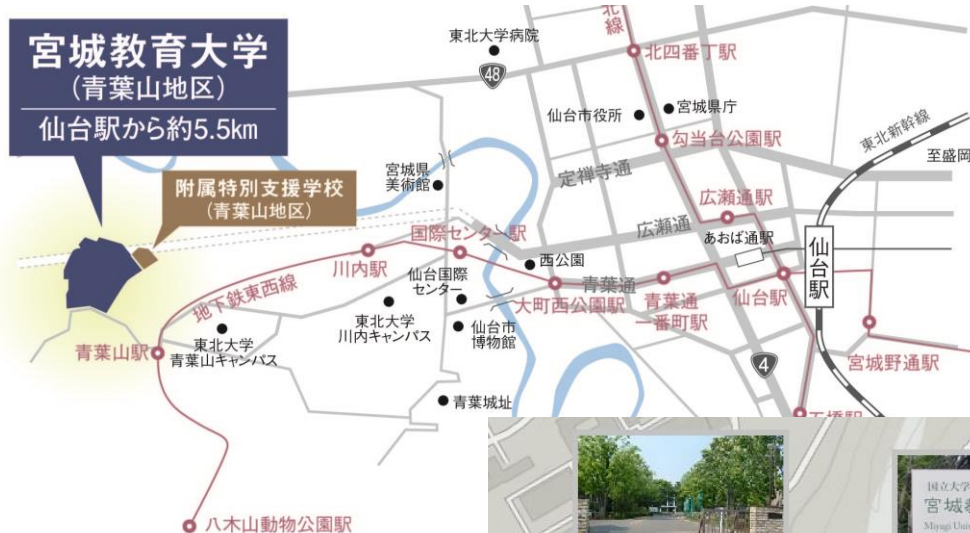 宮城教育大学
(青葉山地区)
仙台駅から約5.5km
附属特別支援学校
(青葉山地区)
東北大学病院
48
北線
北四番丁駅
仙台市役所
宮城県庁
勾当台公園駅
東北新幹線
至盛岡
宮城県
美術館
定禅寺通
広瀬通駅
広瀬通
あおば通駅
仙台駅
国際センター駅
川内駅
西公園
青葉通
地下鉄東西線
仙台国際
センター
大町西公園駅
青葉通
一番町駅
仙台駅
東北大学
川内キャンパス
仙台市
博物館
東北大学
青葉山キャンパス
青葉山駅
4
宮城野通駅
青葉城址
八木山動物公園駅
国立大学
Miyagi